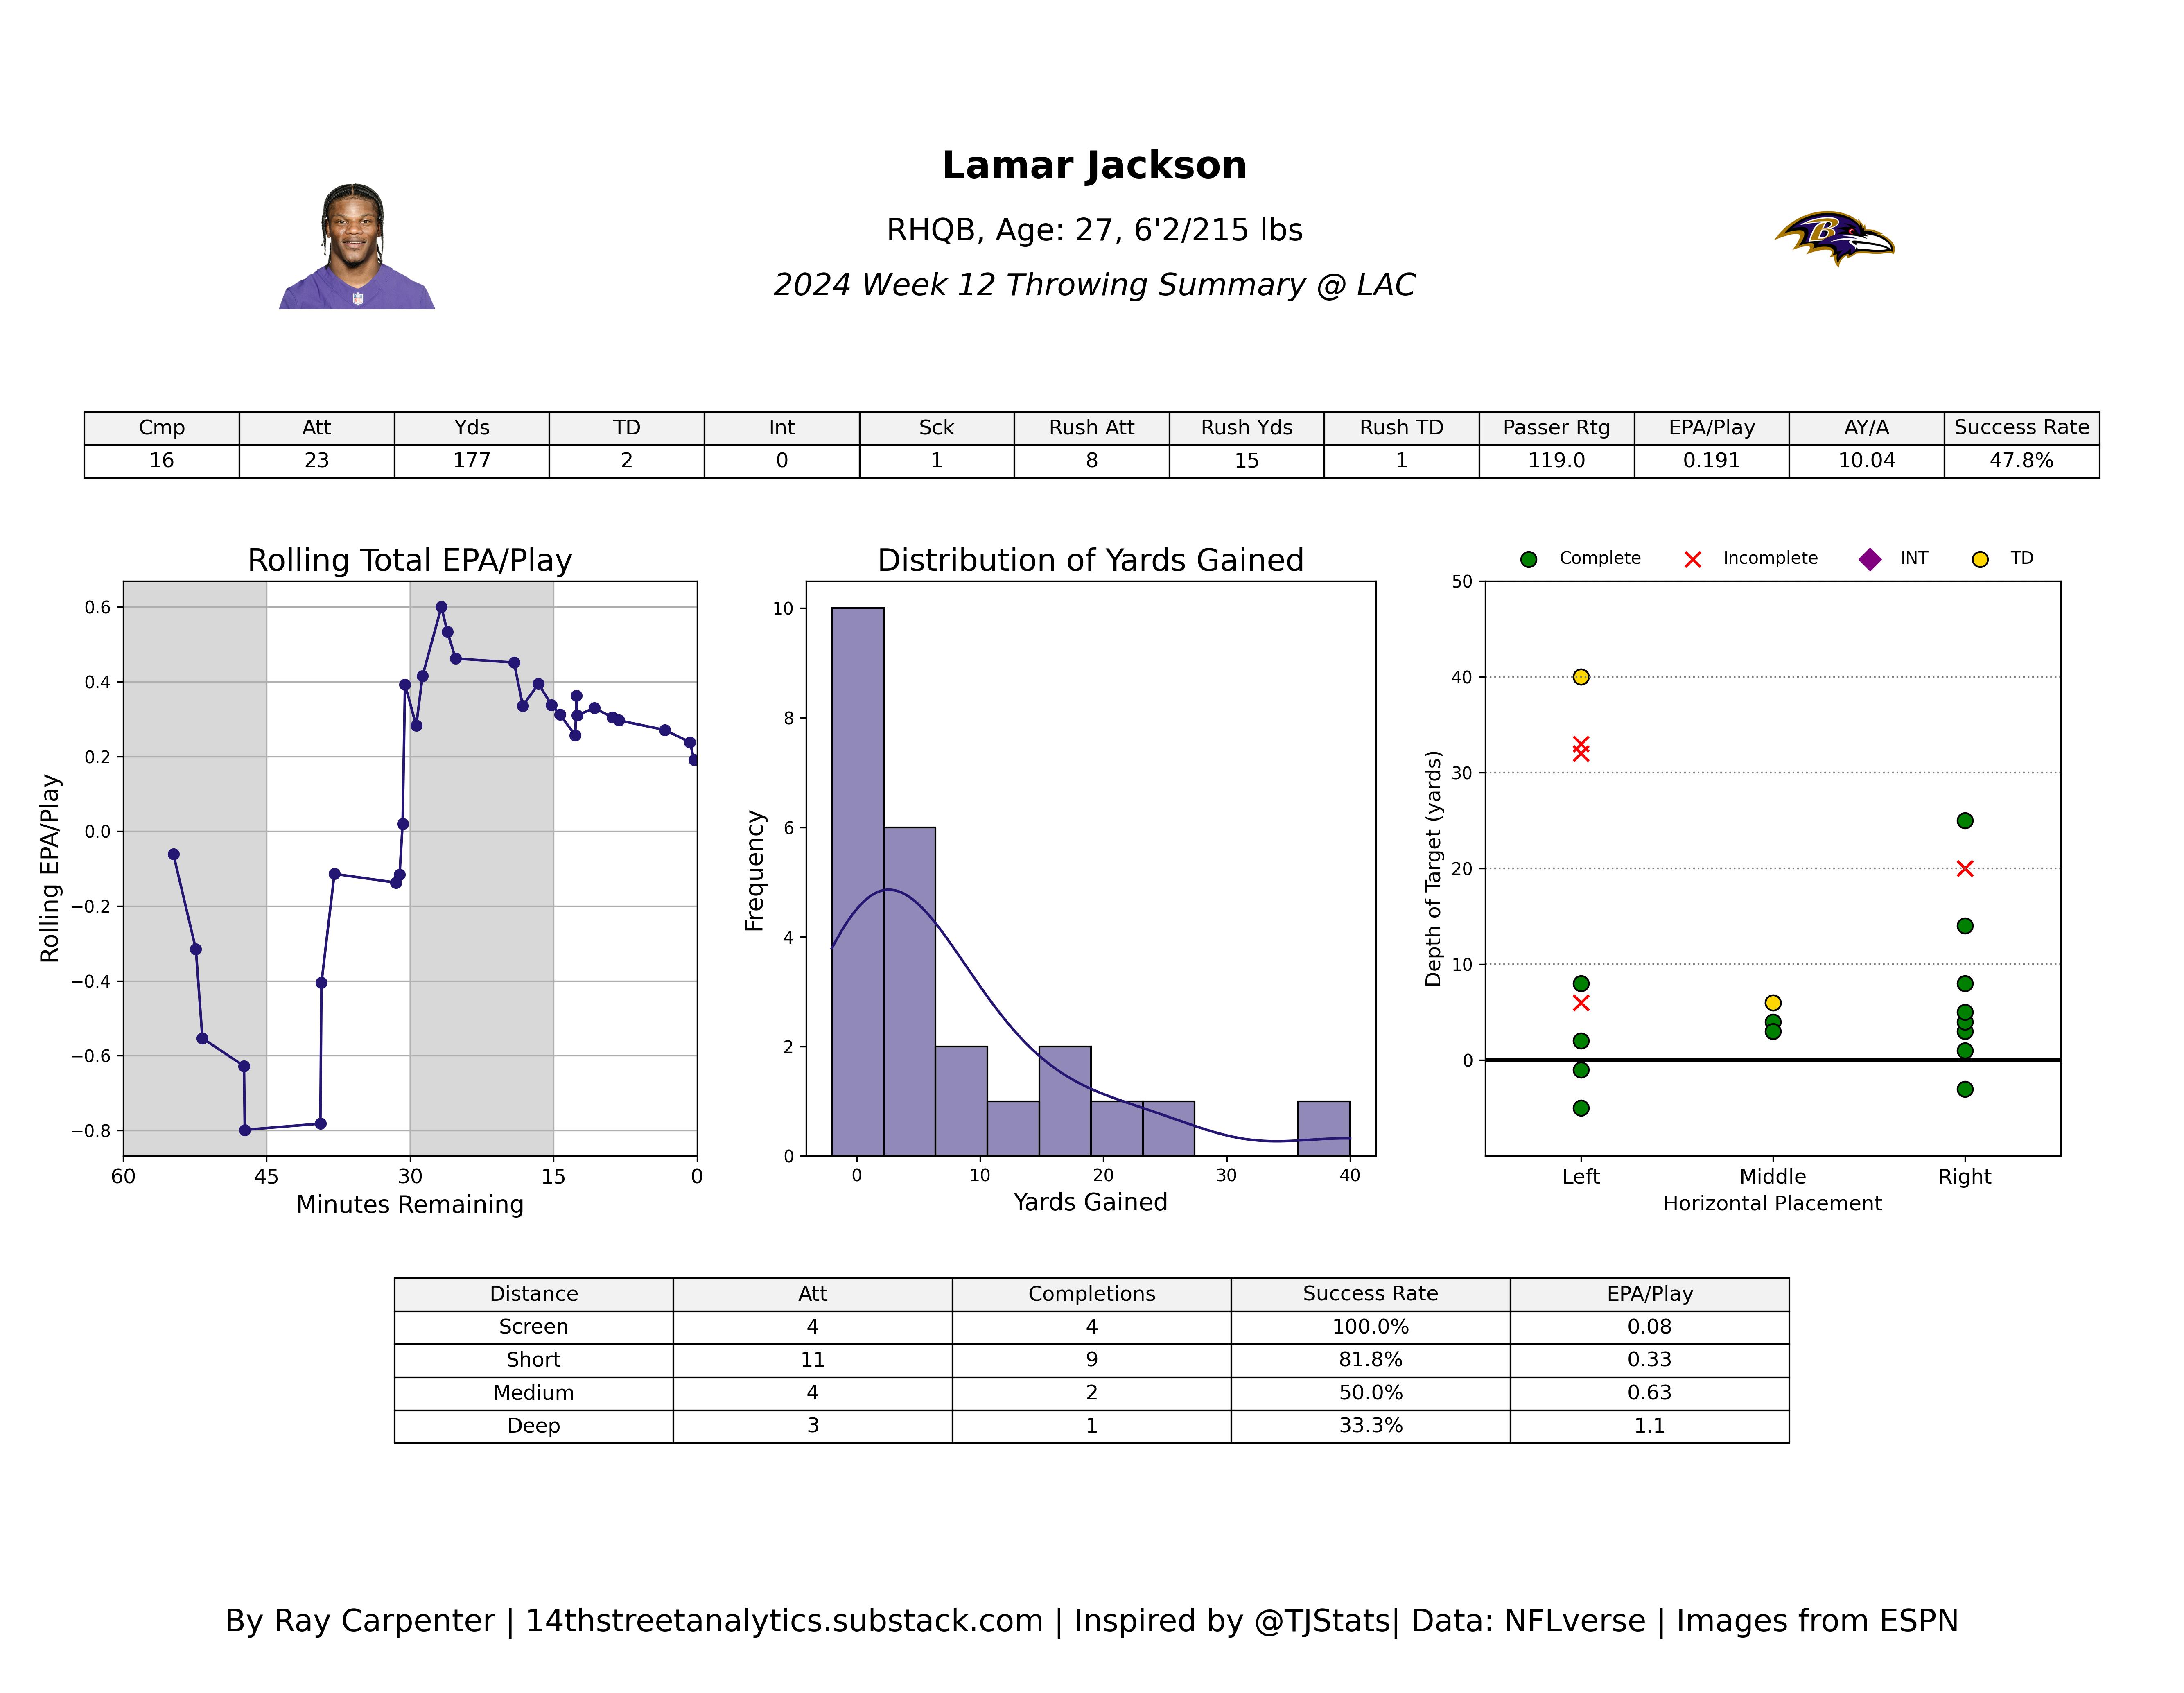 Lamar Jackson
RHQB, Age: 27, 6'2/215 lbs
2024 Week 12 Throwing Summary @ LAC
B
Cmp Att Yds TD Int Sck Rush Att Rush Yds Rush TD Passer Rtg EPA/Play AY/A Success Rate
16 23 177 2 0 1 8 15 1 119.0 0.191 10.04 47.8%
Rolling Total EPA/Play
0.6
0.4
0.2
0.0
−0.2
−0.4
−0.6
−0.8
Rolling EPA/Play
60 45 30 15 0
Minutes Remaining
Distribution of Yards Gained
10
8
6
4
2
0
Frequency
0 10 20 30 40
Yards Gained
Complete Incomplete INT TD
50
40
30
20
10
0
Depth of Target (yards)
Left Middle Right
Horizontal Placement
Distance Att Completions Success Rate EPA/Play
Screen 4 4 100.0% 0.08
Short 11 9 81.8% 0.33
Medium 4 2 50.0% 0.63
Deep 3 1 33.3% 1.1
By Ray Carpenter | 14thstreetanalytics.substack.com | Inspired by @TJStats| Data: NFLverse | Images from ESPN